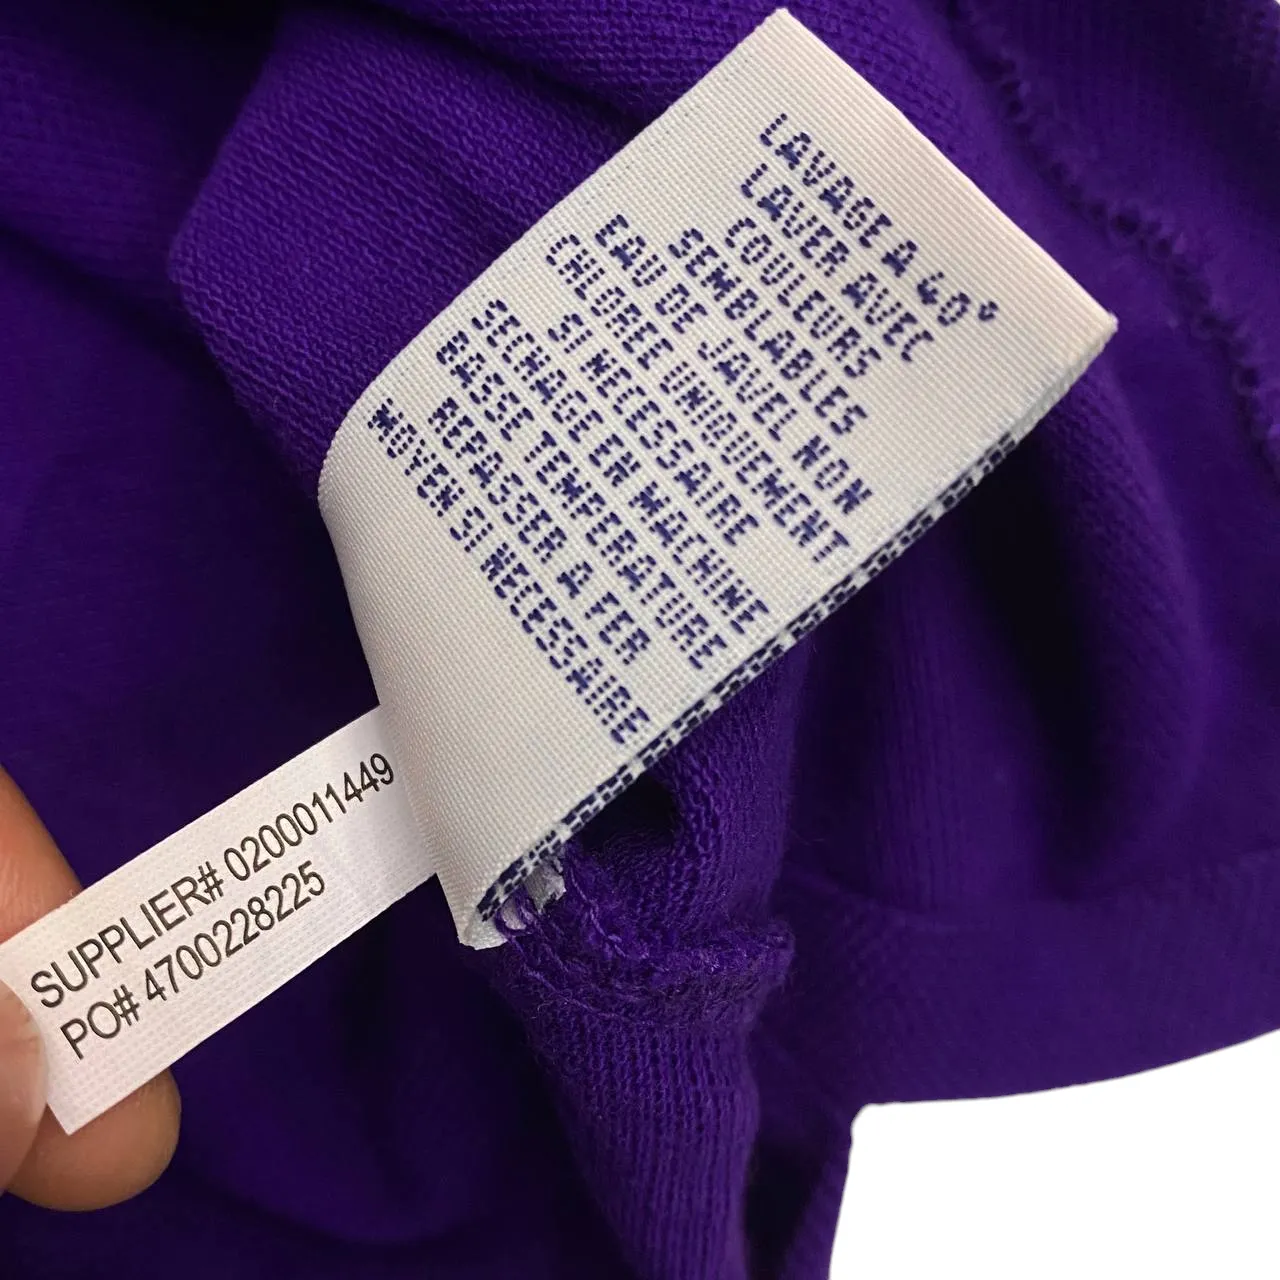 LAVAGE A 40°
LAVER AVEC
COULEURS
SEMBLABLES
EAU DE JAVEL NON
CHLOREE UNIQUEMENT
SI NECESSAIRE
SECHAGE EN MACHINE
BASSE TEMPERATURE
REPASSER A FER
MOYEN SI NECESSAIRE
SUPPLIER# 0200011449
PO# 4700228225